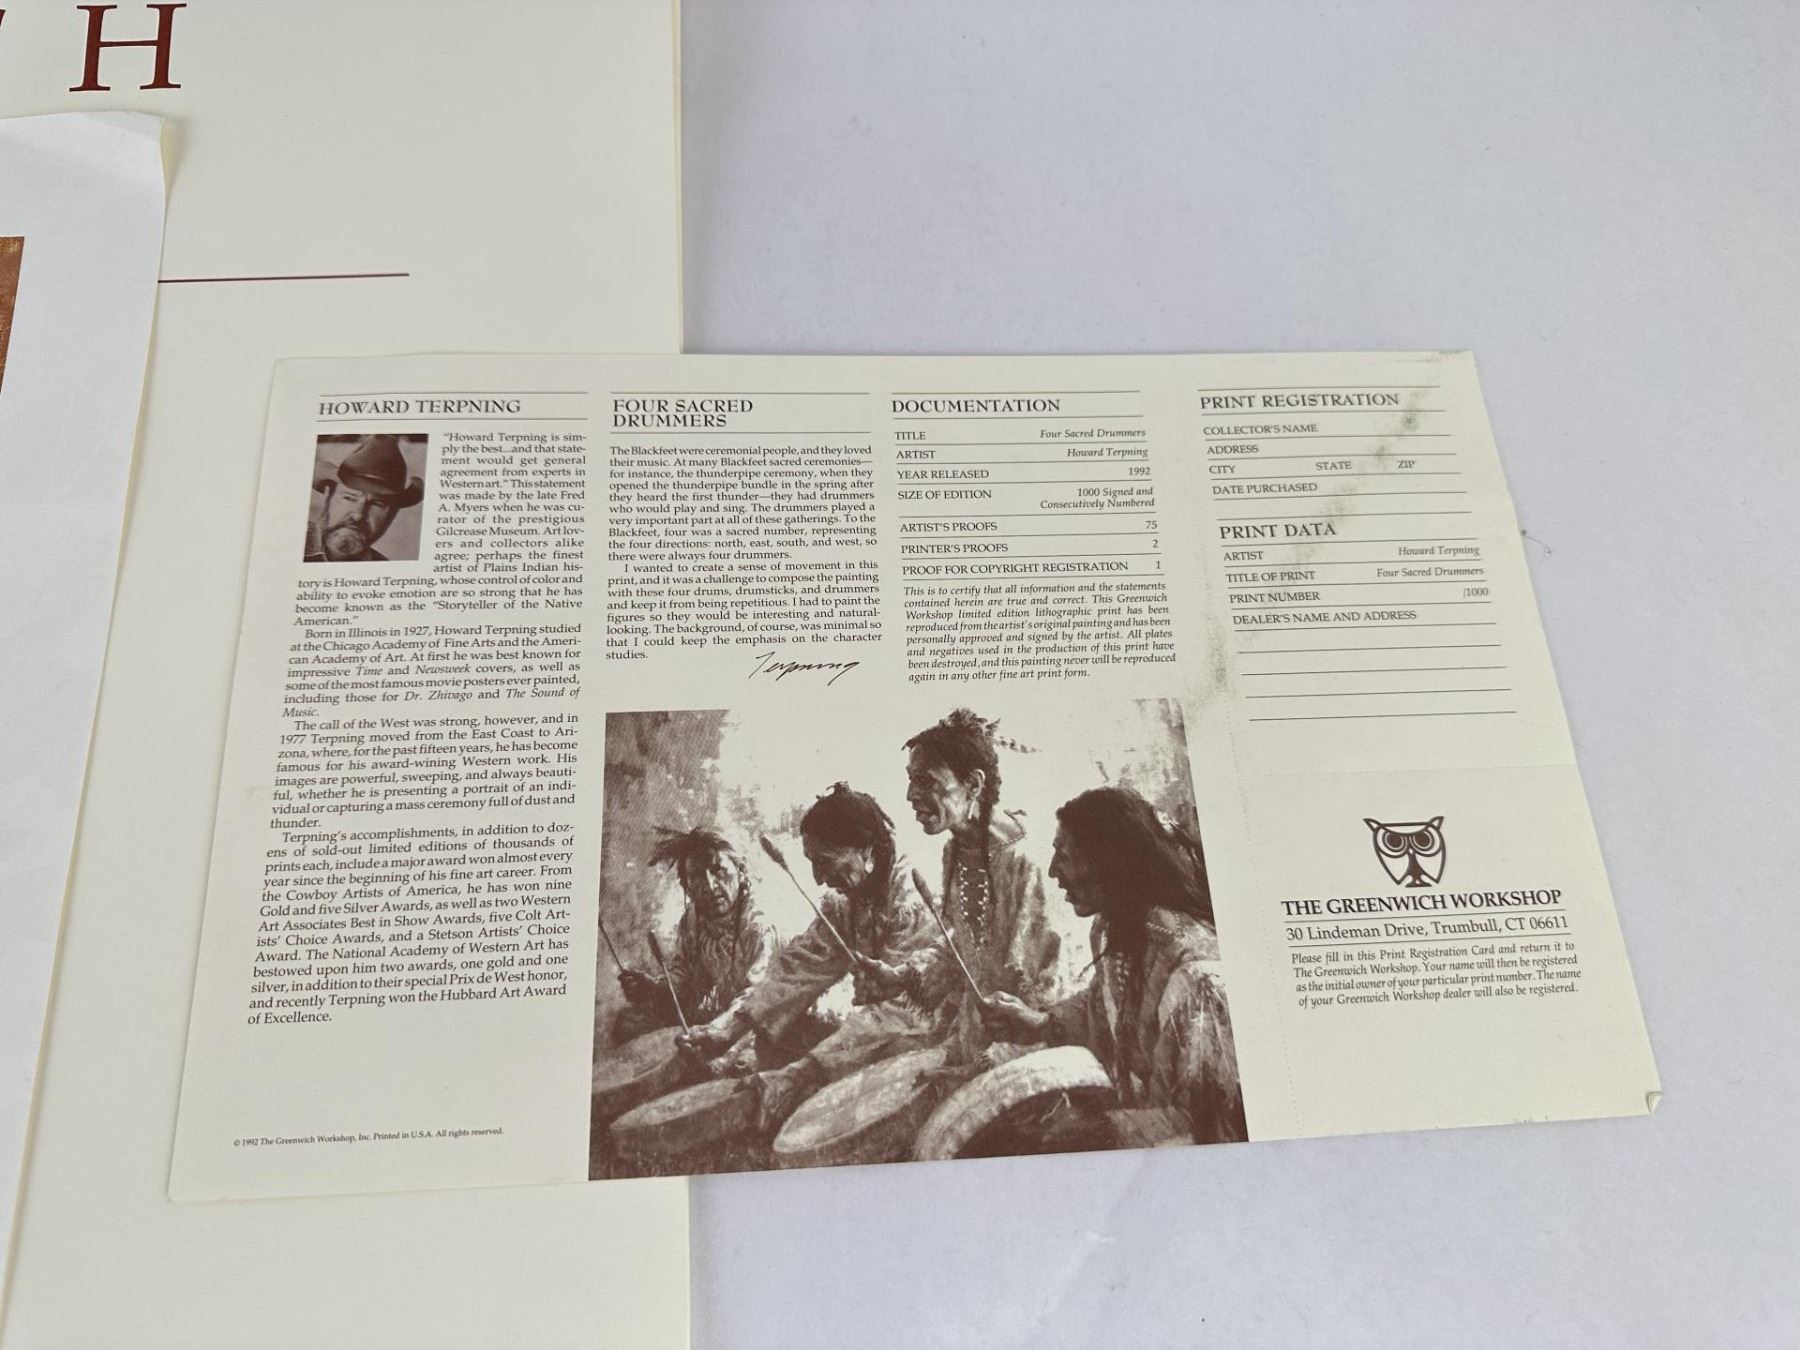 H
HOWARD TERPNING
"Howard Terpning is sim-
ply the best...and that state-
ment would get general
agreement from experts in
Western art." This statement
was made by the late Fred
A. Myers when he was cu-
rator of the prestigious
Gilcrease Museum. Art lov-
ers and collectors alike
agree; perhaps the finest
artist of Plains Indian his-
tory is Howard Terpning, whose control of color and
ability to evoke emotion are so strong that he has
become known as the "Storyteller of the Native
American."
Born in Illinois in 1927, Howard Terpning studied
at the Chicago Academy of Fine Arts and the Ameri-
can Academy of Art. At first he was best known for
impressive Time and Newsweek covers, as well as
some of the most famous movie posters ever painted,
including those for Dr. Zhivago and The Sound of
Music.
The call of the West was strong, however, and in
1977 Terpning moved from the East Coast to Ari-
zona, where, for the past fifteen years, he has become
famous for his award-wining Western work. His
images are powerful, sweeping, and always beauti-
ful, whether he is presenting a portrait of an indi-
vidual or capturing a mass ceremony full of dust and
thunder.
Terpning's accomplishments, in addition to doz-
ens of sold-out limited editions of thousands of
prints each, include a major award won almost every
year since the beginning of his fine art career. From
the Cowboy Artists of America, he has won nine
Gold and five Silver Awards, as well as two Western
Art Associates Best in Show Awards, five Colt Art-
ists' Choice Awards, and a Stetson Artists' Choice
Award. The National Academy of Western Art has
bestowed upon him two awards, one gold and one
silver, in addition to their special Prix de West honor,
and recently Terpning won the Hubbard Art Award
of Excellence.
© 1992 The Greenwich Workshop, Inc. Printed in U.S.A. All rights reserved.
FOUR SACRED
DRUMMERS
The Blackfeet were ceremonial people, and they loved
their music. At many Blackfeet sacred ceremonies—
for instance, the thunderpipe ceremony, when they
opened the thunderpipe bundle in the spring after
they heard the first thunder—they had drummers
who would play and sing. The drummers played a
very important part at all of these gatherings. To the
Blackfeet, four was a sacred number, representing
the four directions: north, east, south, and west, so
there were always four drummers.
I wanted to create a sense of movement in this
print, and it was a challenge to compose the painting
with these four drums, drumsticks, and drummers
and keep it from being repetitious. I had to paint the
figures so they would be interesting and natural-
looking. The background, of course, was minimal so
that I could keep the emphasis on the character
studies.
Terpning
DOCUMENTATION
TITLE Four Sacred Drummers
ARTIST Howard Terpning
YEAR RELEASED 1992
SIZE OF EDITION 1000 Signed and
Consecutively Numbered
ARTIST'S PROOFS 75
PRINTER'S PROOFS 2
PROOF FOR COPYRIGHT REGISTRATION 1
This is to certify that all information and the statements
contained herein are true and correct. This Greenwich
Workshop limited edition lithographic print has been
reproduced from the artist's original painting and has been
personally approved and signed by the artist. All plates
and negatives used in the production of this print have
been destroyed, and this painting never will be reproduced
again in any other fine art print form.
PRINT REGISTRATION
COLLECTOR'S NAME
ADDRESS
CITY STATE ZIP
DATE PURCHASED
PRINT DATA
ARTIST Howard Terpning
TITLE OF PRINT Four Sacred Drummers
PRINT NUMBER /1000
DEALER'S NAME AND ADDRESS
THE GREENWICH WORKSHOP
30 Lindeman Drive, Trumbull, CT 06611
Please fill in this Print Registration Card and return it to
The Greenwich Workshop. Your name will then be registered
as the initial owner of your particular print number. The name
of your Greenwich Workshop dealer will also be registered.